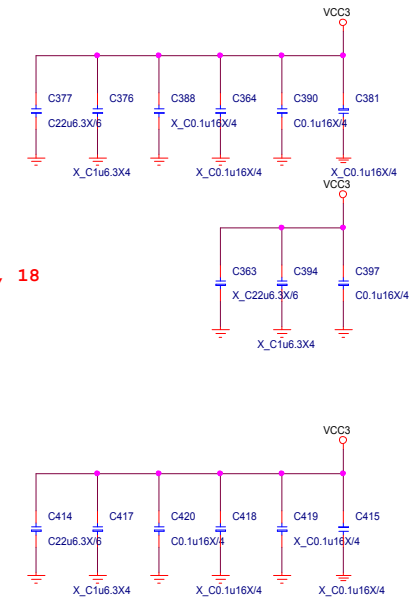 VCC3
C377 C376 C388 C364 C390 C381
C22u6.3X/6 X_C0.1u16X/4 C0.1u16X/4
X_C1u6.3X4 X_C0.1u16X/4 X_C0.1u16X/4
VCC3
, 18
C363 C394 C397
X_C22u6.3X/6 C0.1u16X/4
X_C1u6.3X4
VCC3
C414 C417 C420 C418 C419 C415
C22u6.3X/6 C0.1u16X/4 X_C0.1u16X/4
X_C1u6.3X4 X_C0.1u16X/4 X_C0.1u16X/4